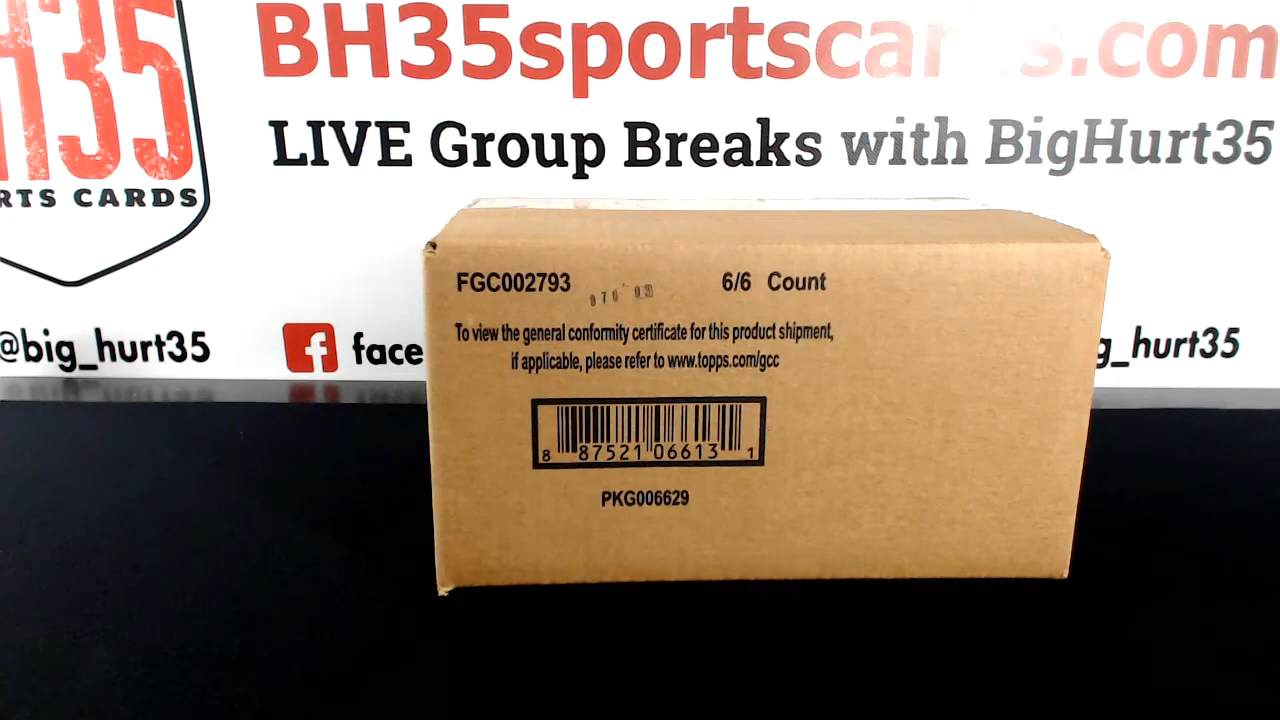 H35
RTS CARDS
BH35sportsca s.com
LIVE Group Breaks with BigHurt35
@big_hurt35
f face
g_hurt35
FGC002793
6/6 Count
To view the general conformity certificate for this product shipment,
if applicable, please refer to www.topps.com/gcc
8 87521 06613 1
PKG006629